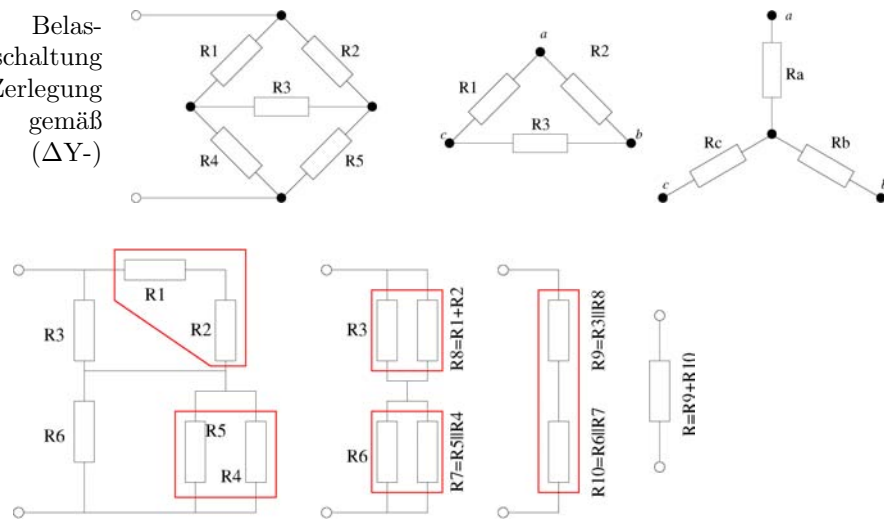 Belas-
schaltung
Zerlegung
gemäß
(ΔY-)
R1
R2
R3
R4
R5
a
R1
R2
R3
c
b
a
Ra
Rc
Rb
c
b
R1
R3
R2
R6
R5
R4
R3
R8=R1+R2
R6
R7=R5||R4
R9=R3||R8
R10=R6||R7
R=R9+R10